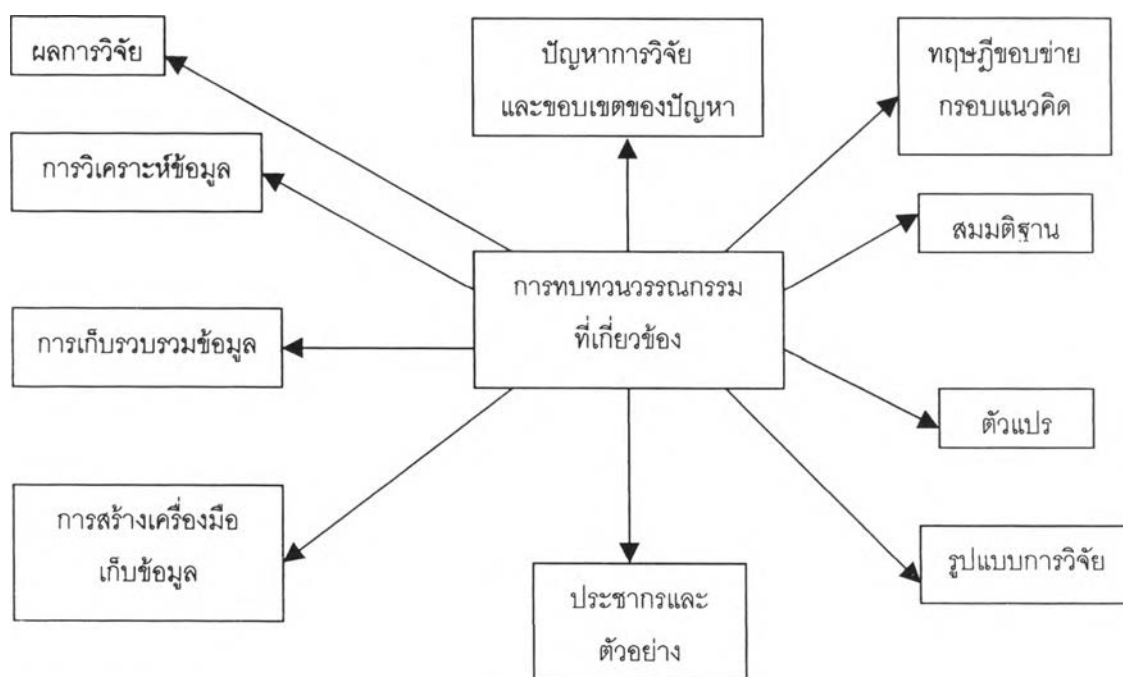 ผลการวิจัย
ปัญหาการวิจัย
และขอบเขตของปัญหา
ทฤษฎีขอบข่าย
กรอบแนวคิด
การวิเคราะห์ข้อมูล
สมมติฐาน
การทบทวนวรรณกรรม
ที่เกี่ยวข้อง
การเก็บรวบรวมข้อมูล
ตัวแปร
การสร้างเครื่องมือ
เก็บข้อมูล
รูปแบบการวิจัย
ประชากรและ
ตัวอย่าง